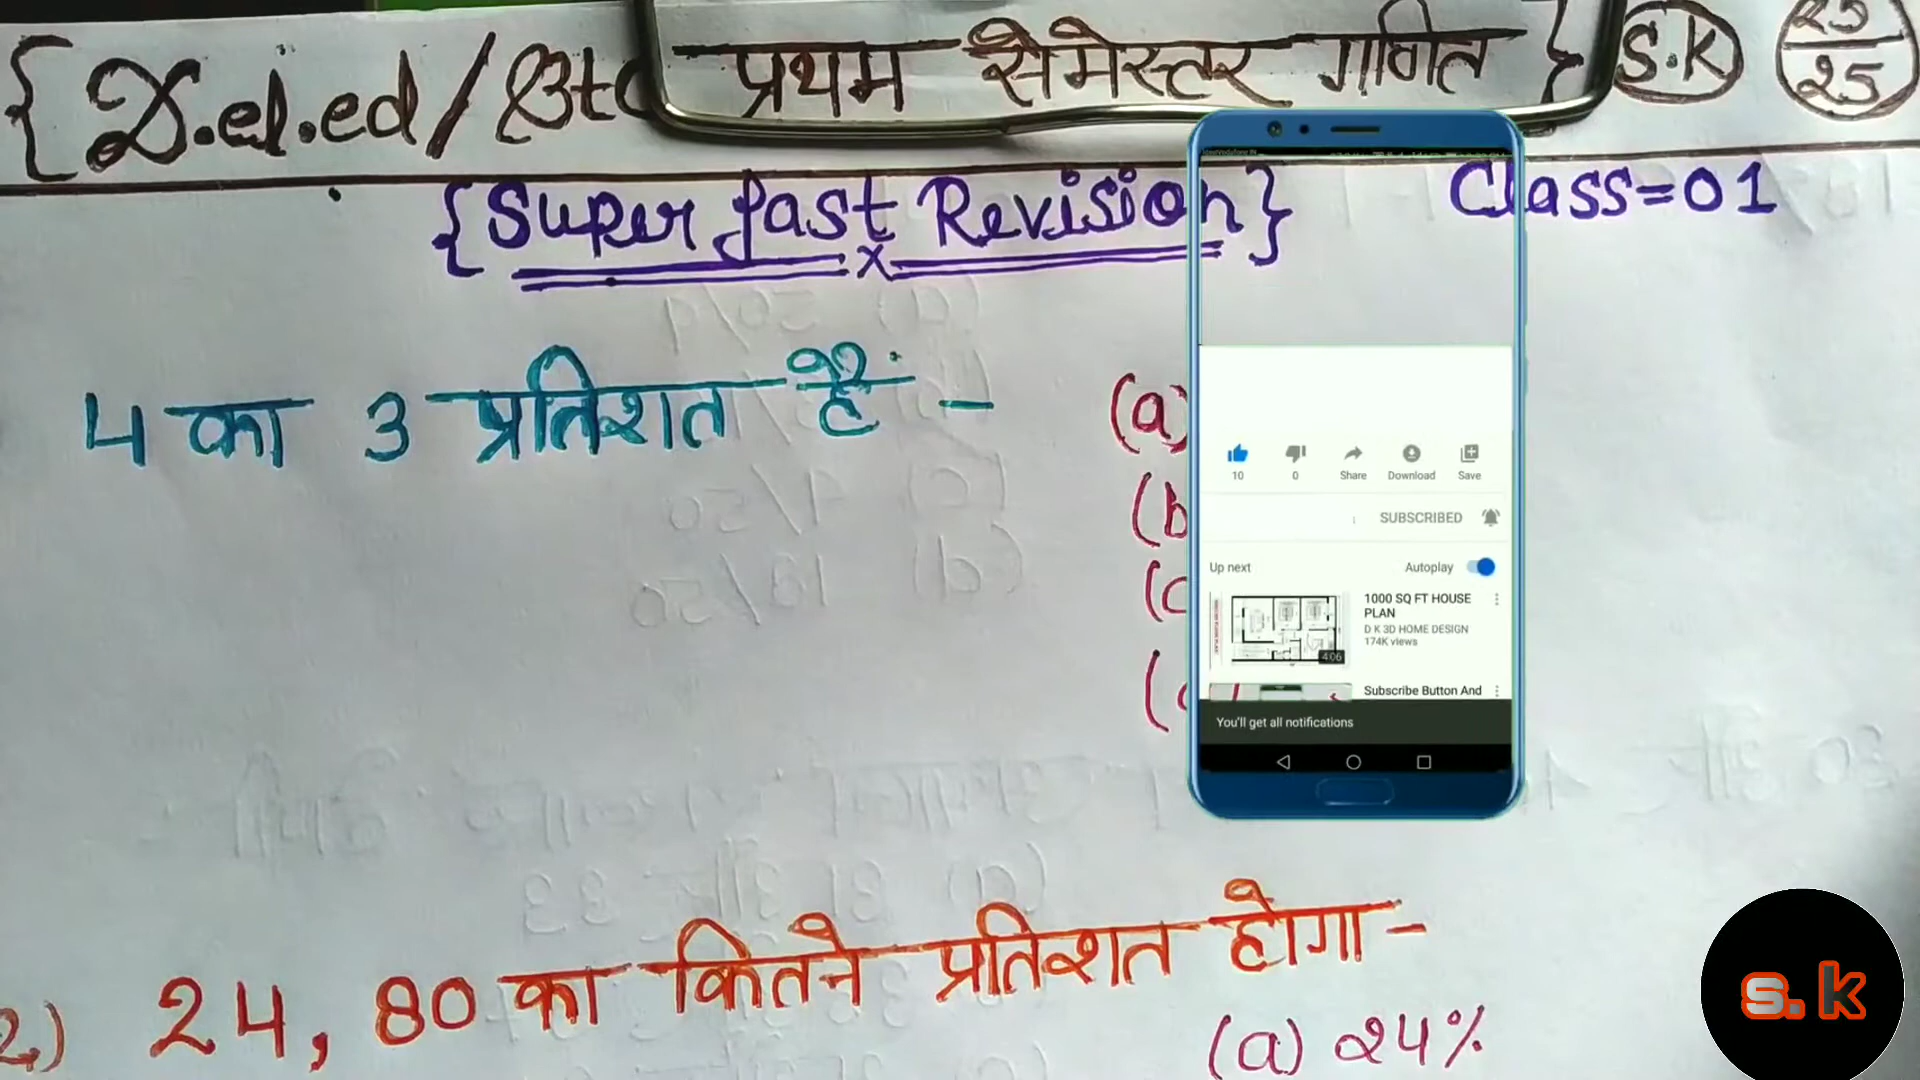 {D.el.ed/Btc प्रथम सेमेस्टर गणित} S.K 25/25
{Super fast Revision} Class=01
4 का 3 प्रतिशत है - (a)
(b
(c
10 0 Share Download Save
SUBSCRIBED
Up next Autoplay
1000 SQ FT HOUSE
PLAN
D K 3D HOME DESIGN
174K views
4:06
Subscribe Button And
You'll get all notifications
2) 24, 80 का कितने प्रतिशत होगा -
(a) 24%
s.k